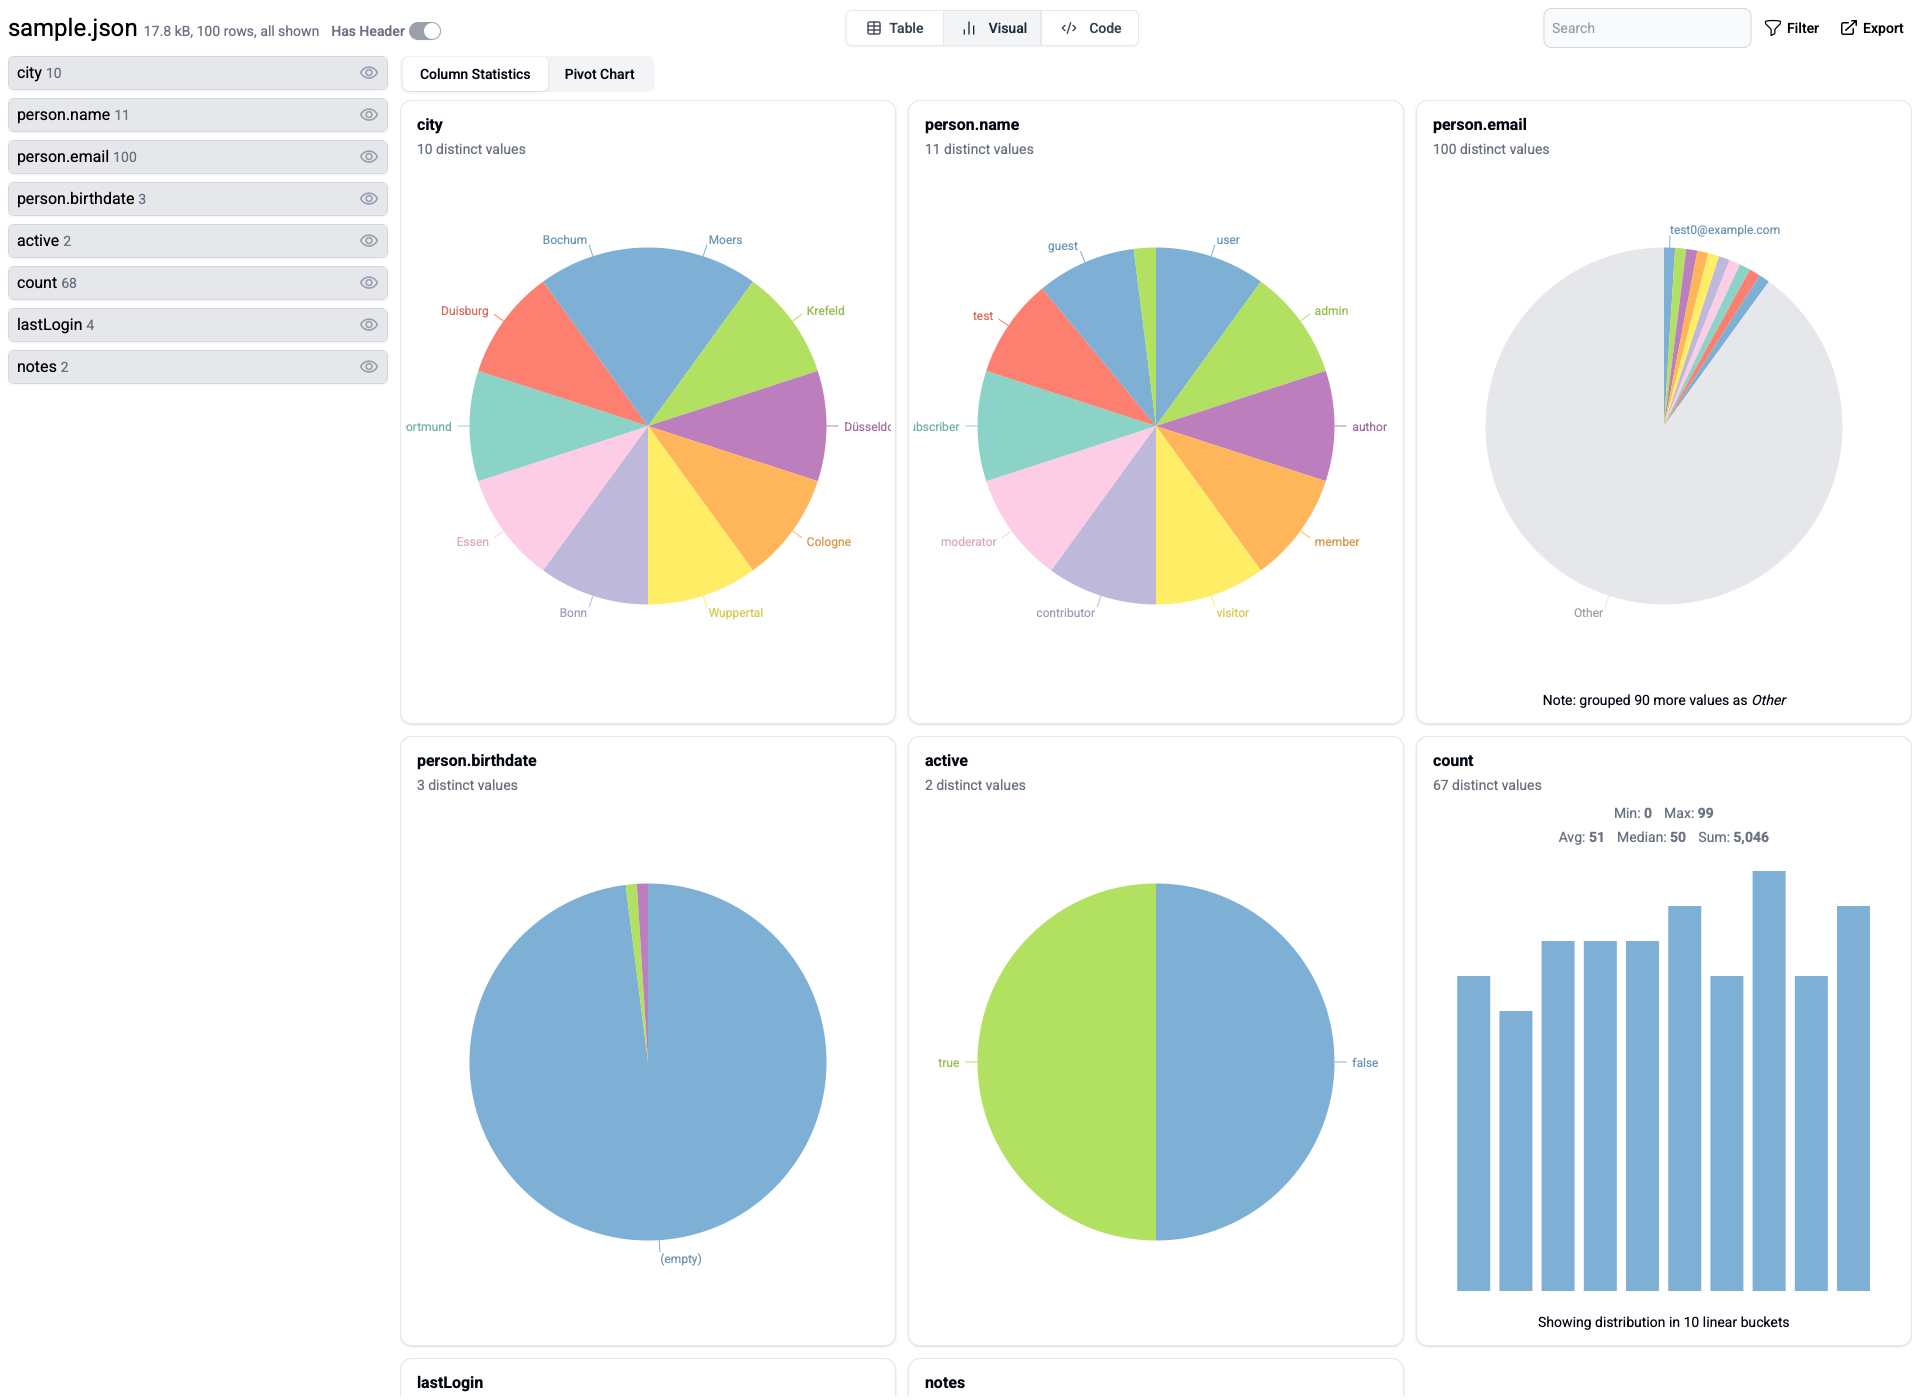 sample.json 17.8 kB, 100 rows, all shown Has Header
Table Visual Code
Search Filter Export
city 10
person.name 11
person.email 100
person.birthdate 3
active 2
count 68
lastLogin 4
notes 2
Column Statistics Pivot Chart
city
10 distinct values
Bochum Moers
Duisburg Krefeld
ortmund Düsseldo
Essen Cologne
Bonn Wuppertal
person.name
11 distinct values
guest user
test admin
ubscriber author
moderator member
contributor visitor
person.email
100 distinct values
test0@example.com
Other
Note: grouped 90 more values as Other
person.birthdate
3 distinct values
(empty)
active
2 distinct values
true false
count
67 distinct values
Min: 0 Max: 99
Avg: 51 Median: 50 Sum: 5,046
Showing distribution in 10 linear buckets
lastLogin
notes